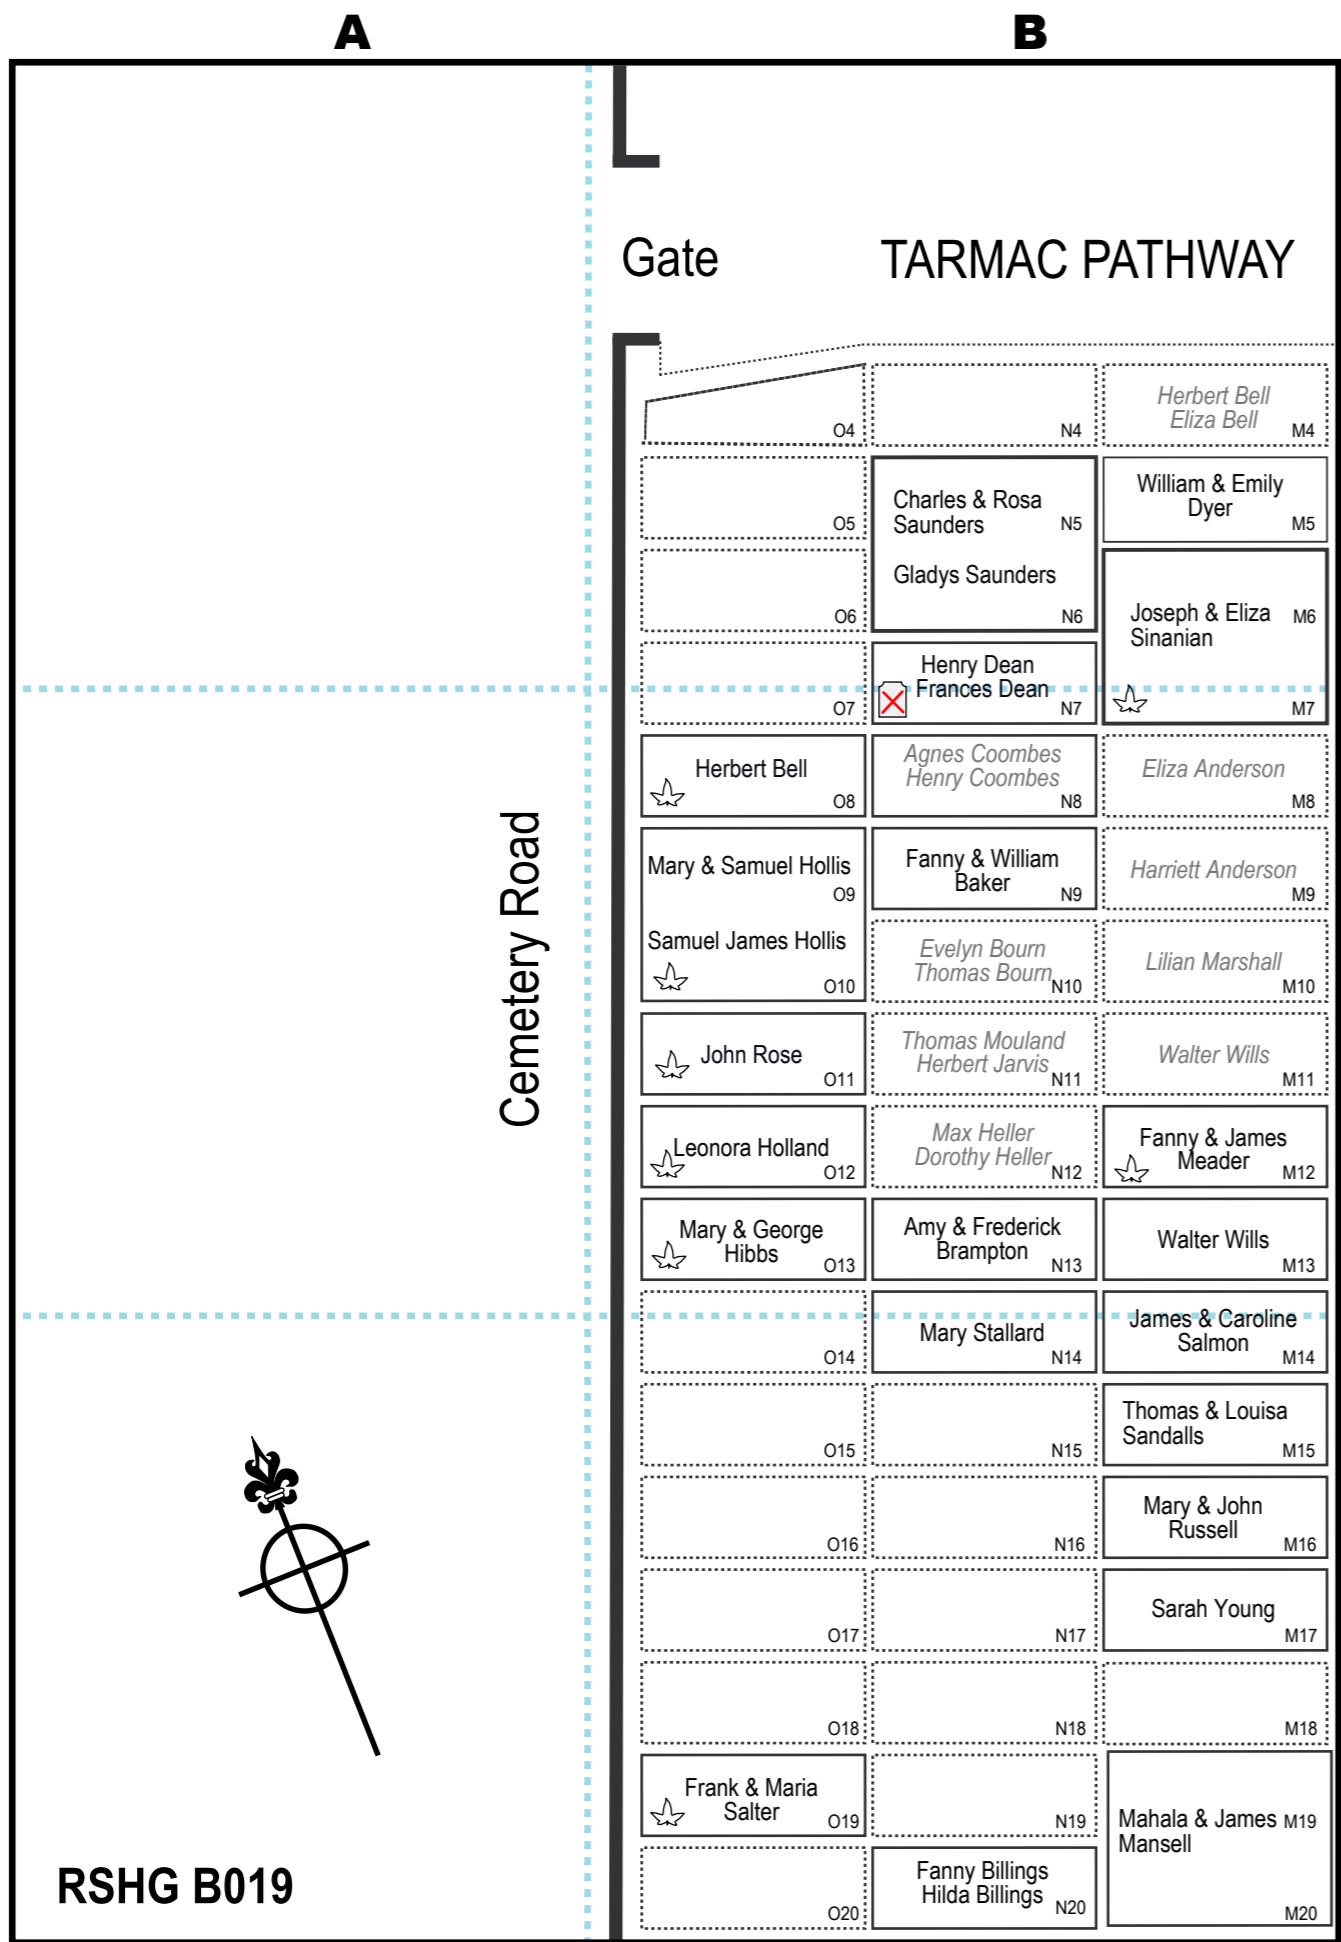 A
B
Gate
TARMAC PATHWAY
O4
N4
Herbert Bell
Eliza Bell
M4
O5
Charles & Rosa
Saunders
N5
William & Emily
Dyer
M5
O6
Gladys Saunders
N6
Joseph & Eliza
Sinanian
M6
O7
Henry Dean
Frances Dean
N7
M7
Herbert Bell
O8
Agnes Coombes
Henry Coombes
N8
Eliza Anderson
M8
Mary & Samuel Hollis
O9
Fanny & William
Baker
N9
Harriett Anderson
M9
Samuel James Hollis
O10
Evelyn Bourn
Thomas Bourn
N10
Lilian Marshall
M10
Cemetery Road
John Rose
O11
Thomas Mouland
Herbert Jarvis
N11
Walter Wills
M11
Leonora Holland
O12
Max Heller
Dorothy Heller
N12
Fanny & James
Meader
M12
Mary & George
Hibbs
O13
Amy & Frederick
Brampton
N13
Walter Wills
M13
O14
Mary Stallard
N14
James & Caroline
Salmon
M14
O15
N15
Thomas & Louisa
Sandalls
M15
O16
N16
Mary & John
Russell
M16
O17
N17
Sarah Young
M17
O18
N18
M18
Frank & Maria
Salter
O19
N19
Mahala & James
Mansell
M19
O20
Fanny Billings
Hilda Billings
N20
M20
RSHG B019